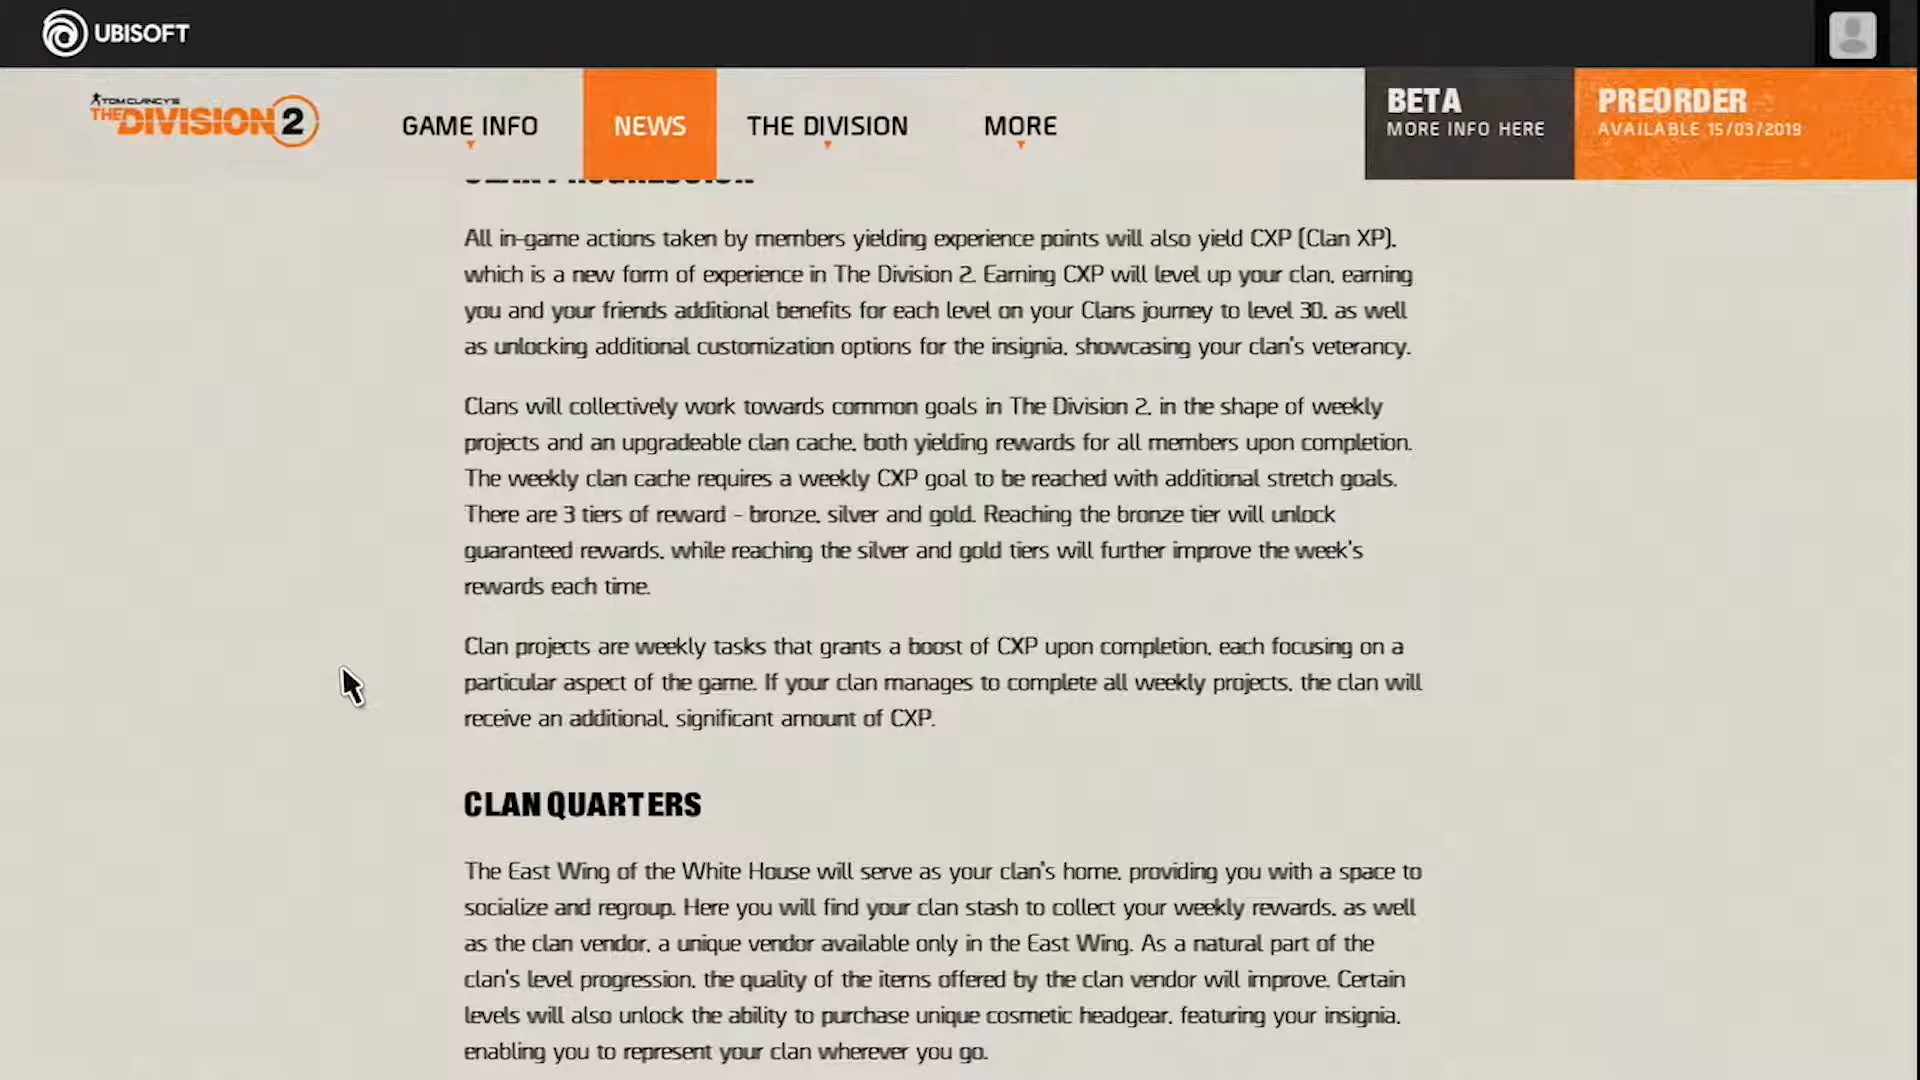 UBISOFT
TOM CLANCY'S
THE DIVISION 2
GAME INFO
NEWS
THE DIVISION
MORE
BETA
MORE INFO HERE
PREORDER
AVAILABLE 15/03/2019
CLAN PROGRESSION
All in-game actions taken by members yielding experience points will also yield CXP (Clan XP),
which is a new form of experience in The Division 2. Earning CXP will level up your clan, earning
you and your friends additional benefits for each level on your Clans journey to level 30, as well
as unlocking additional customization options for the insignia, showcasing your clan's veterancy.
Clans will collectively work towards common goals in The Division 2, in the shape of weekly
projects and an upgradeable clan cache, both yielding rewards for all members upon completion.
The weekly clan cache requires a weekly CXP goal to be reached with additional stretch goals.
There are 3 tiers of reward - bronze, silver and gold. Reaching the bronze tier will unlock
guaranteed rewards, while reaching the silver and gold tiers will further improve the week's
rewards each time.
Clan projects are weekly tasks that grants a boost of CXP upon completion, each focusing on a
particular aspect of the game. If your clan manages to complete all weekly projects, the clan will
receive an additional, significant amount of CXP.
CLAN QUARTERS
The East Wing of the White House will serve as your clan's home, providing you with a space to
socialize and regroup. Here you will find your clan stash to collect your weekly rewards, as well
as the clan vendor, a unique vendor available only in the East Wing. As a natural part of the
clan's level progression, the quality of the items offered by the clan vendor will improve. Certain
levels will also unlock the ability to purchase unique cosmetic headgear, featuring your insignia,
enabling you to represent your clan wherever you go.